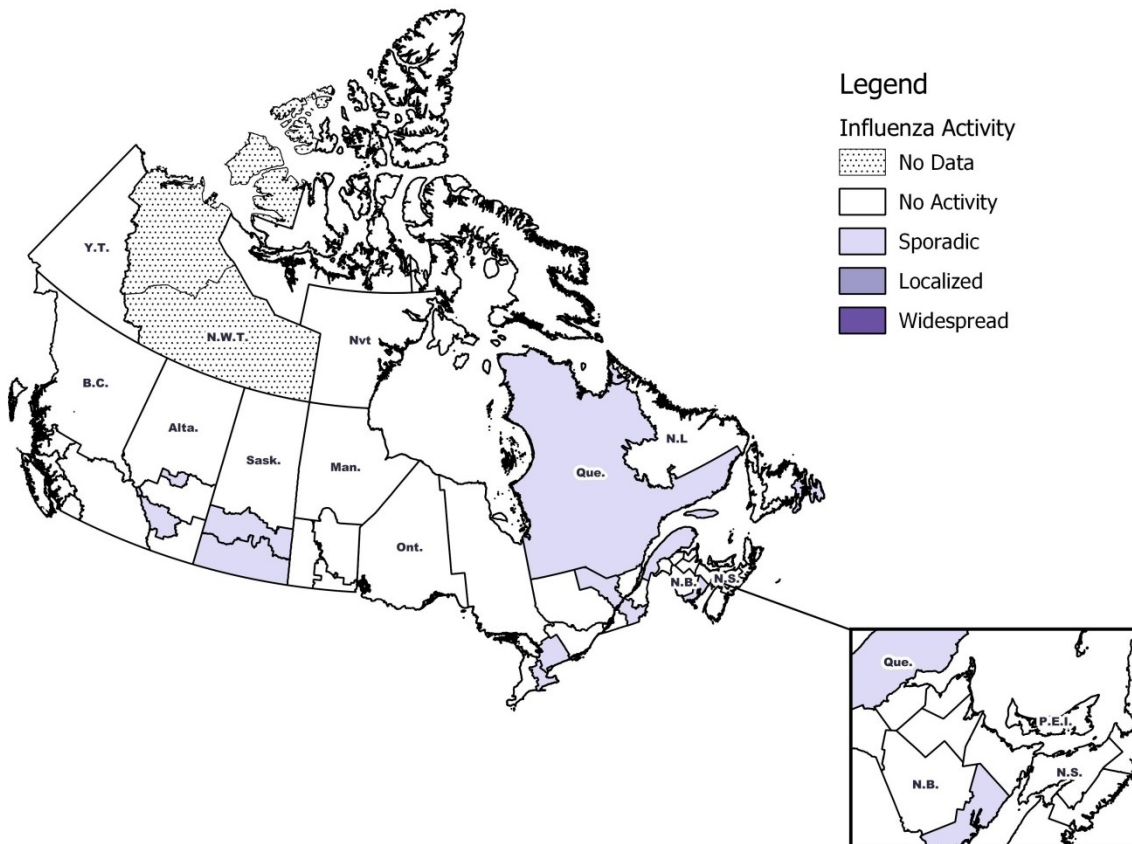 Legend
Influenza Activity
No Data
No Activity
Sporadic
Localized
Widespread
Y.T.
N.W.T.
Nvt
B.C.
Alta.
Sask.
Man.
Ont.
Que.
N.L
N.B.
N.S.
Que.
P.E.I.
N.B.
N.S.